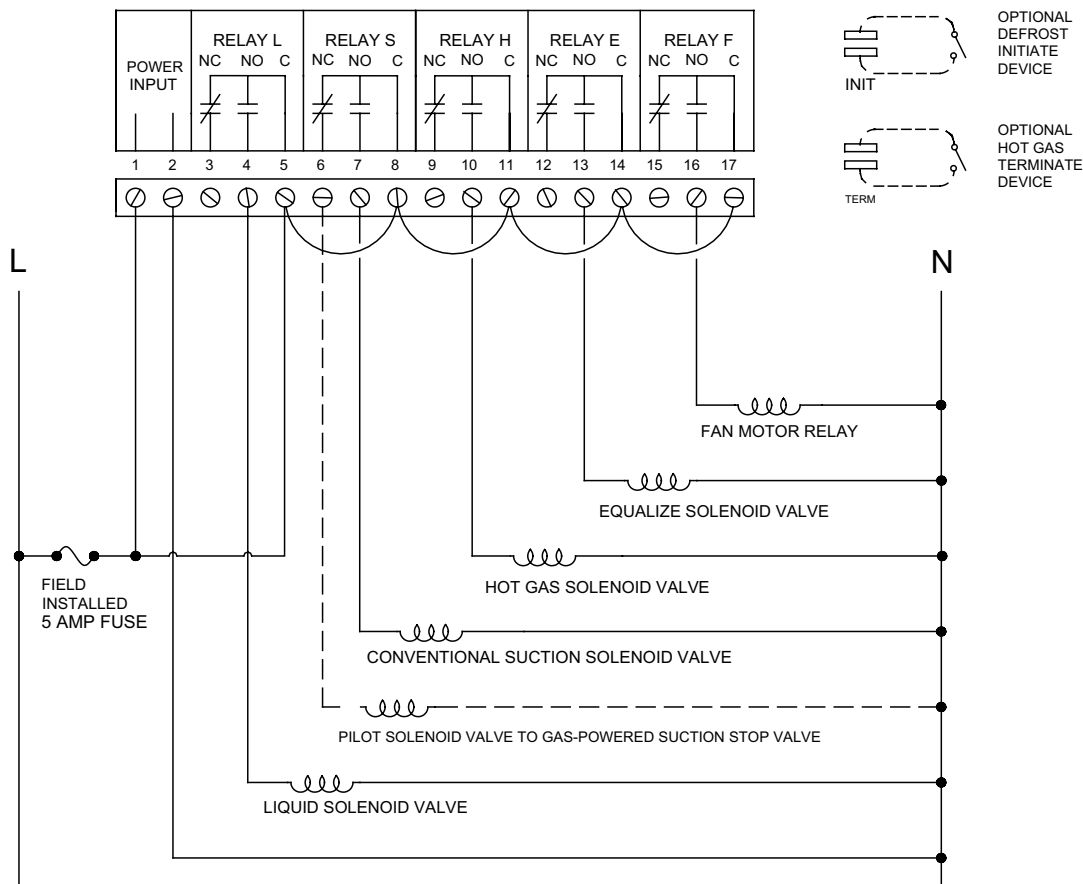 POWER
INPUT
RELAY L
NC NO C
RELAY S
NC NO C
RELAY H
NC NO C
RELAY E
NC NO C
RELAY F
NC NO C
1 2 3 4 5 6 7 8 9 10 11 12 13 14 15 16 17
INIT
OPTIONAL
DEFROST
INITIATE
DEVICE
TERM
OPTIONAL
HOT GAS
TERMINATE
DEVICE
L
N
FAN MOTOR RELAY
EQUALIZE SOLENOID VALVE
HOT GAS SOLENOID VALVE
FIELD
INSTALLED
5 AMP FUSE
CONVENTIONAL SUCTION SOLENOID VALVE
PILOT SOLENOID VALVE TO GAS-POWERED SUCTION STOP VALVE
LIQUID SOLENOID VALVE